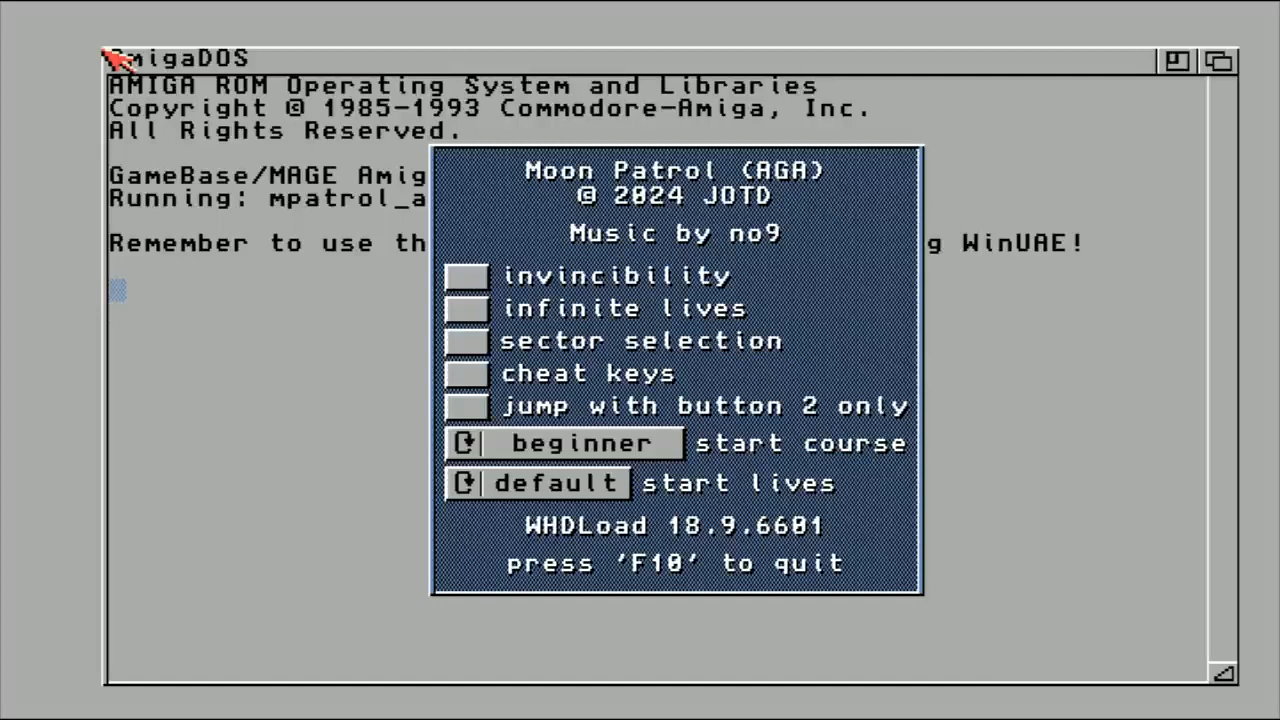 AmigaDOS
AMIGA ROM Operating System and Libraries
Copyright © 1985-1993 Commodore-Amiga, Inc.
All Rights Reserved.
GameBase/MAGE Amig
Running: mpatrol_a
Remember to use th g WinUAE!
Moon Patrol (AGA)
© 2024 JOTD
Music by no9
invincibility
infinite lives
sector selection
cheat keys
jump with button 2 only
beginner start course
default start lives
WHDLoad 18.9.6601
press 'F10' to quit